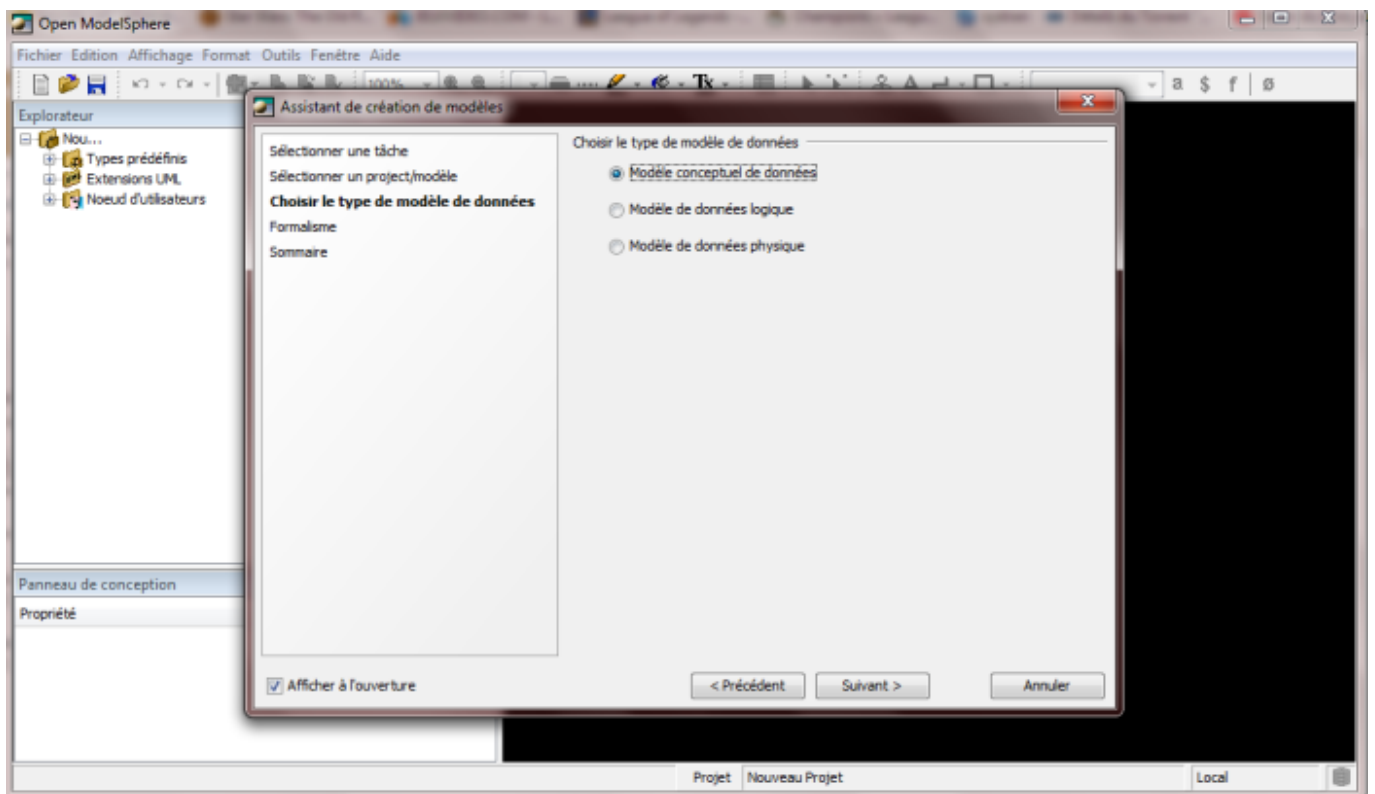 Open ModelSphere
Fichier Edition Affichage Format Outils Fenêtre Aide
100%
Tx
a $ f ø
Explorateur
Nou...
Types prédéfinis
Extensions UML
Noeud d'utilisateurs
Assistant de création de modèles
Sélectionner une tâche
Sélectionner un project/modèle
Choisir le type de modèle de données
Formalisme
Sommaire
Choisir le type de modèle de données
Modèle conceptuel de données
Modèle de données logique
Modèle de données physique
Panneau de conception
Propriété
Afficher à l'ouverture
< Précédent Suivant > Annuler
Projet Nouveau Projet Local